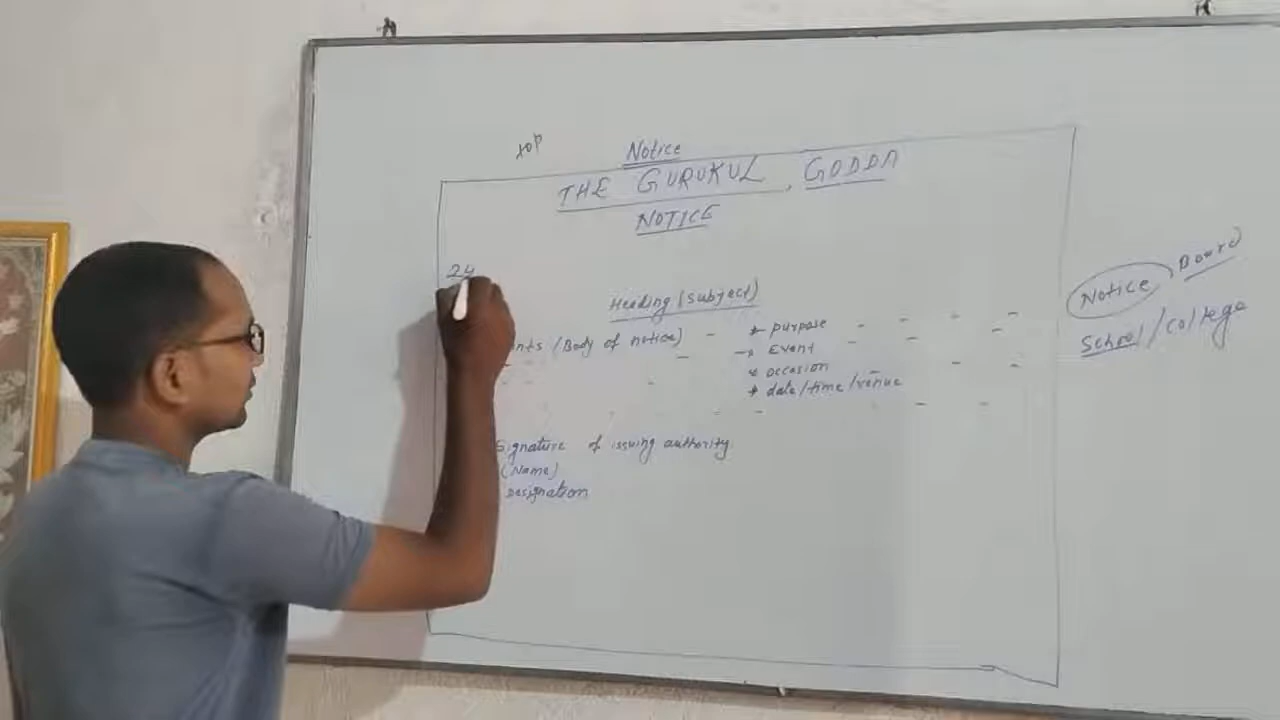 Notice
THE GURUKUL, GODDA
NOTICE
24
Heading (subject)
nts / Body of notice) - * purpose
→ Event
* occasion
* date/time/venue
Signature of issuing authority
(Name)
Designation
Notice Board
School/College